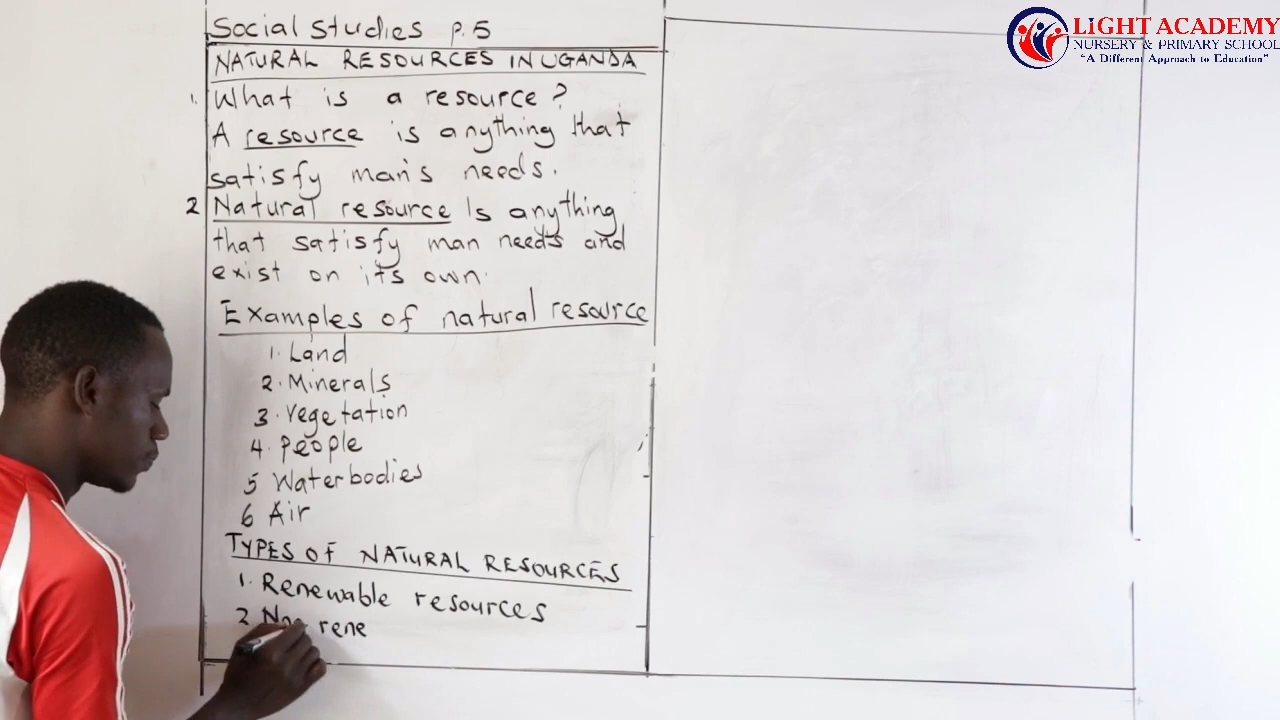 Social Studies p.5
NATURAL RESOURCES IN UGANDA
1. What is a resource?
A resource is anything that
satisfy man's needs.
2 Natural resource Is anything
that satisfy man needs and
exist on its own.
Examples of natural resource
1. Land
2. Minerals
3. Vegetation
4. People
5 Waterbodies
6 Air
TYPES OF NATURAL RESOURCES
1. Renewable resources
2. Non rene
LIGHT ACADEMY
NURSERY & PRIMARY SCHOOL
"A Different Approach to Education"